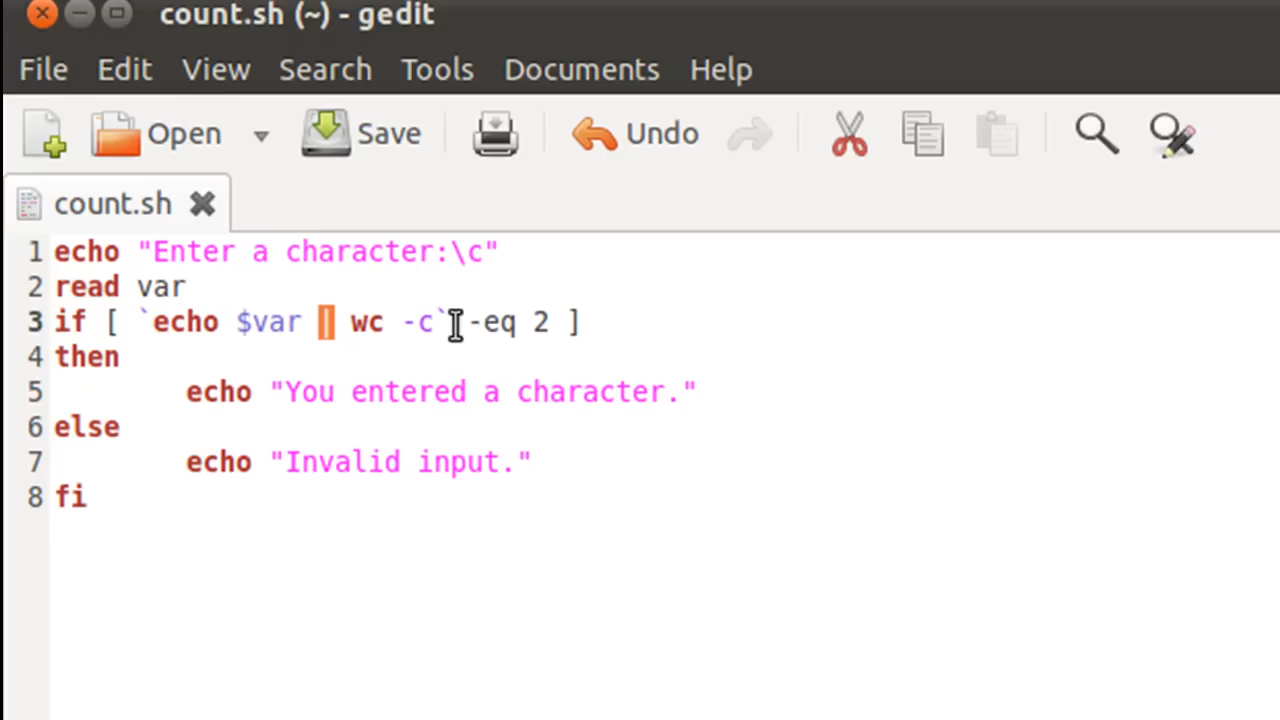 count.sh (~) - gedit
File Edit View Search Tools Documents Help
Open Save Undo
count.sh
1 echo "Enter a character:\c"
2 read var
3 if [ `echo $var | wc -c` -eq 2 ]
4 then
5 echo "You entered a character."
6 else
7 echo "Invalid input."
8 fi